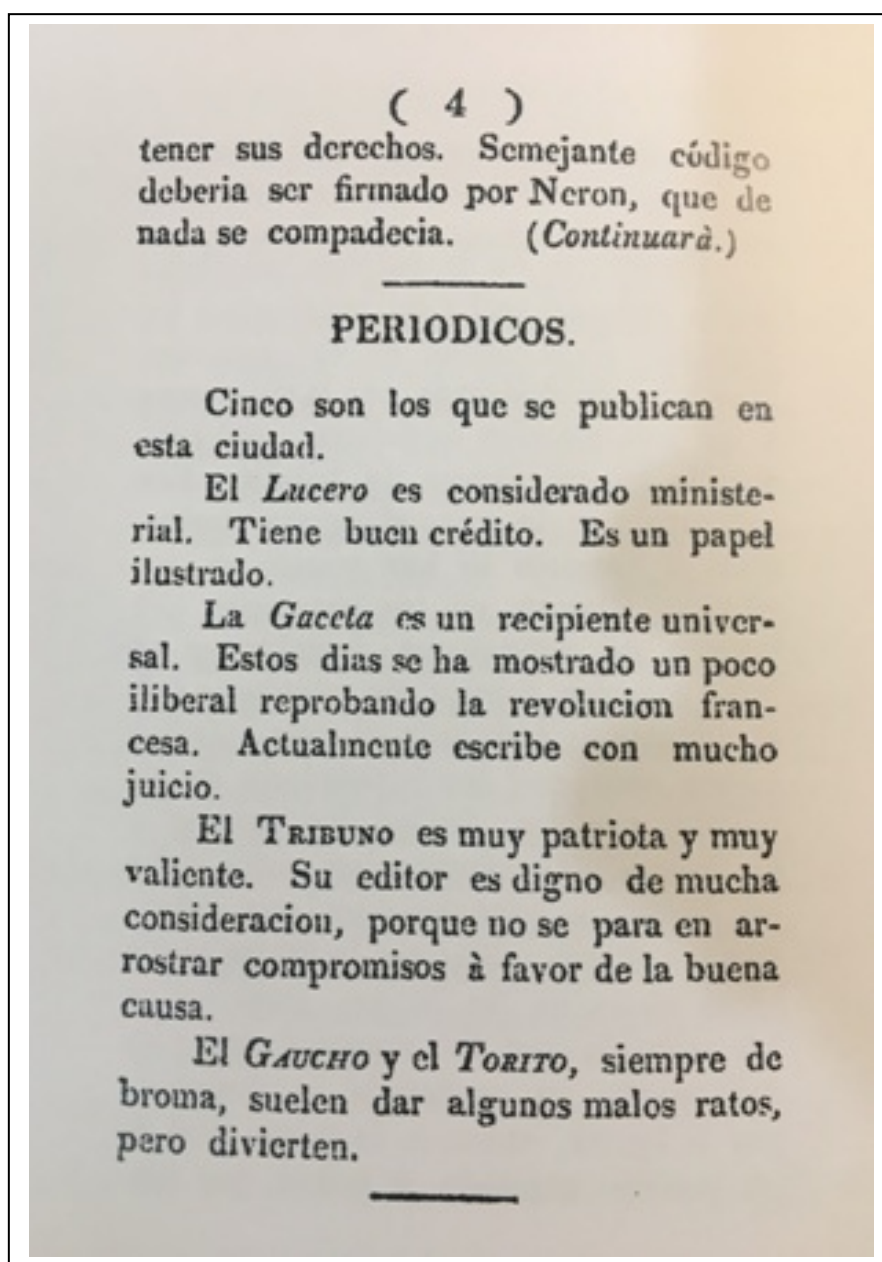 ( 4 )
tener sus derechos. Semejante código
deberia ser firmado por Neron, que de
nada se compadecia. (Continuarà.)
PERIODICOS.
Cinco son los que se publican en
esta ciudad.
El Lucero es considerado ministe-
rial. Tiene buen crédito. Es un papel
ilustrado.
La Gaceta es un recipiente univer-
sal. Estos dias se ha mostrado un poco
iliberal reprobando la revolucion fran-
cesa. Actualmente escribe con mucho
juicio.
El TRIBUNO es muy patriota y muy
valiente. Su editor es digno de mucha
consideracion, porque no se para en ar-
rostrar compromisos à favor de la buena
causa.
El GAUCHO y el TORITO, siempre de
broma, suelen dar algunos malos ratos,
pero divierten.